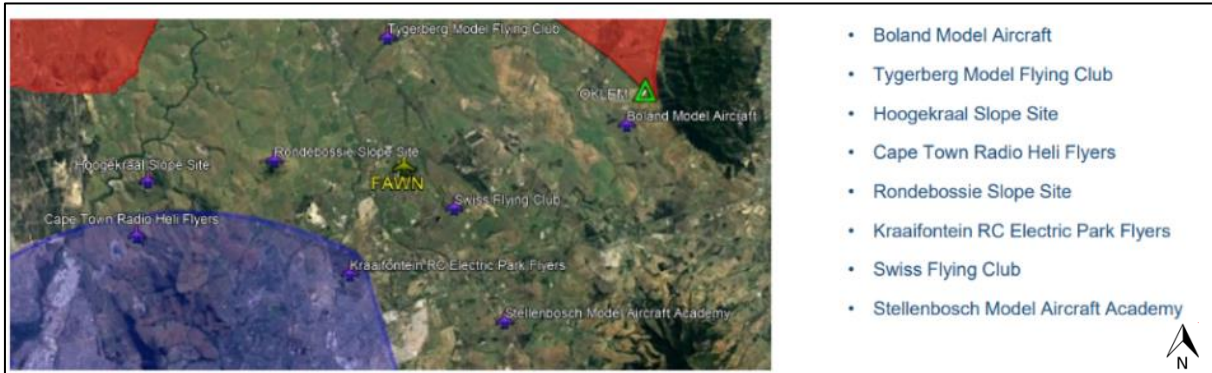 Tygerberg Model Flying Club
OKLEM
Boland Model Aircraft
Rondebossie Slope Site
Hoogekraal Slope Site
FAWN
Swiss Flying Club
Cape Town Radio Heli Flyers
Kraaifontein RC Electric Park Flyers
Stellenbosch Model Aircraft Academy
• Boland Model Aircraft
• Tygerberg Model Flying Club
• Hoogekraal Slope Site
• Cape Town Radio Heli Flyers
• Rondebossie Slope Site
• Kraaifontein RC Electric Park Flyers
• Swiss Flying Club
• Stellenbosch Model Aircraft Academy
N